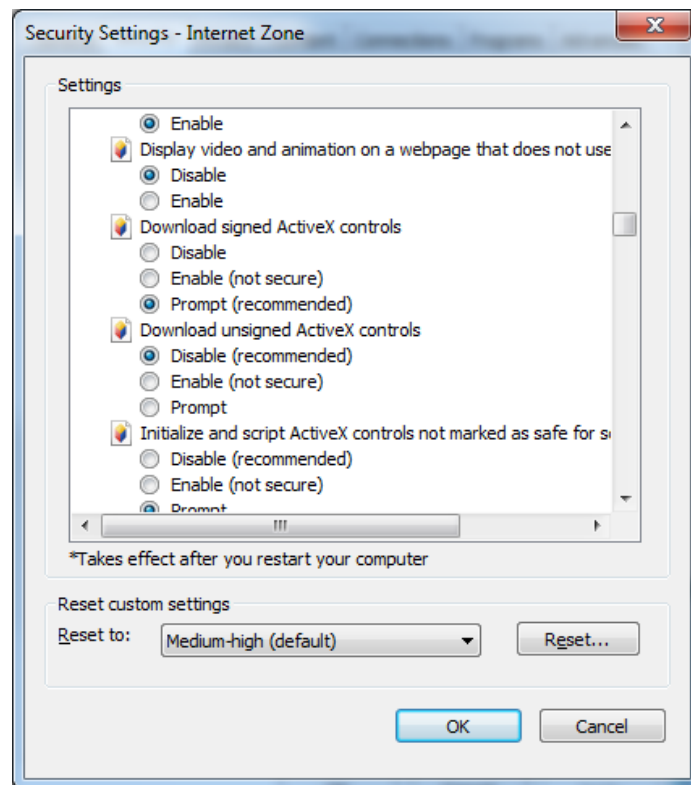 Security Settings - Internet Zone
Settings
Enable
Display video and animation on a webpage that does not use
Disable
Enable
Download signed ActiveX controls
Disable
Enable (not secure)
Prompt (recommended)
Download unsigned ActiveX controls
Disable (recommended)
Enable (not secure)
Prompt
Initialize and script ActiveX controls not marked as safe for s
Disable (recommended)
Enable (not secure)
Prompt
*Takes effect after you restart your computer
Reset custom settings
Reset to:
Medium-high (default)
Reset...
OK
Cancel